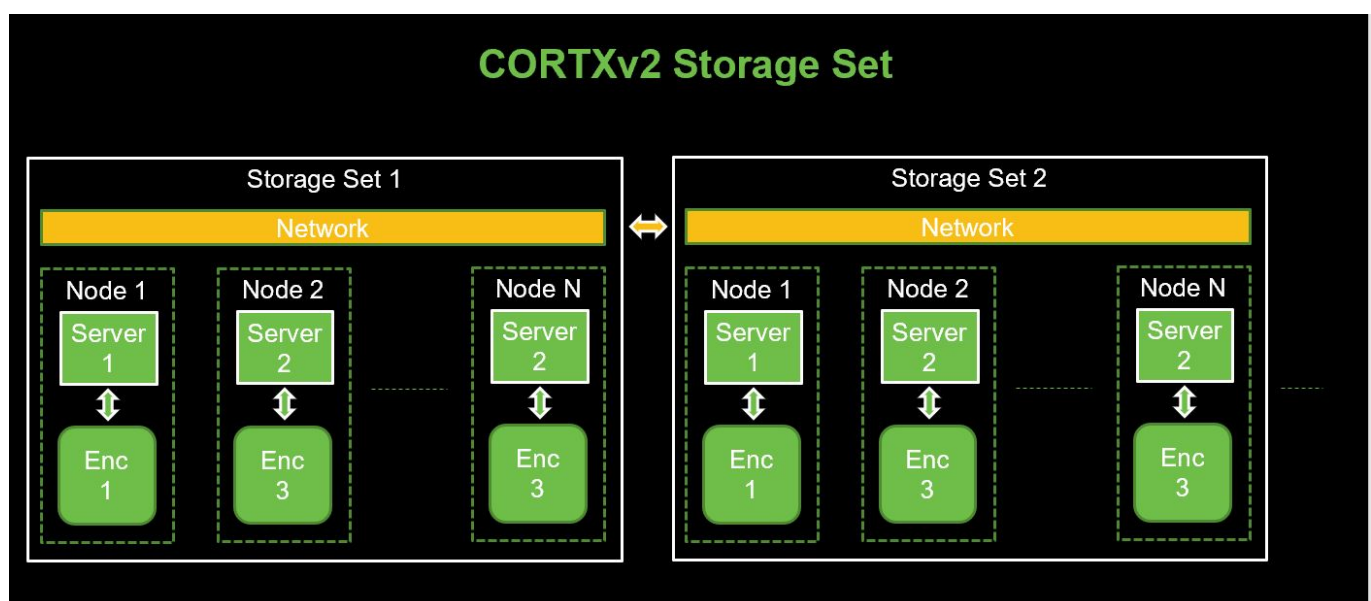 CORTXv2 Storage Set
Storage Set 1
Network
Node 1
Server
1
Enc
1
Node 2
Server
2
Enc
3
Node N
Server
2
Enc
3
Storage Set 2
Network
Node 1
Server
1
Enc
1
Node 2
Server
2
Enc
3
Node N
Server
2
Enc
3